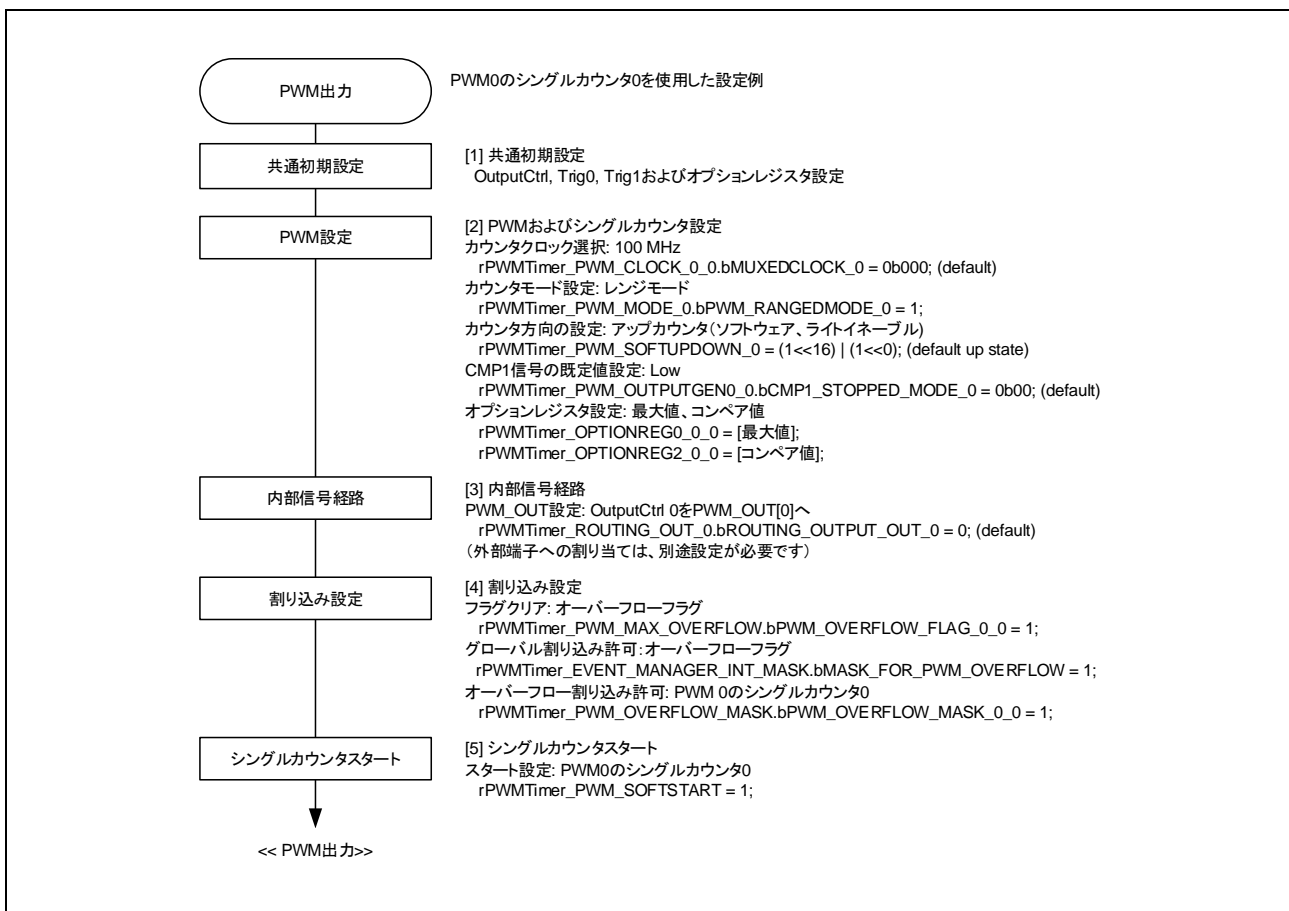 PWM出力
PWM0のシングルカウンタ0を使用した設定例
共通初期設定
[1] 共通初期設定
OutputCtrl, Trig0, Trig1およびオプションレジスタ設定
PWM設定
[2] PWMおよびシングルカウンタ設定
カウンタクロック選択: 100 MHz
rPWMTimer_PWM_CLOCK_0_0.bMUXEDCLOCK_0 = 0b000; (default)
カウンタモード設定: レンジモード
rPWMTimer_PWM_MODE_0.bPWM_RANGEDMODE_0 = 1;
カウンタ方向の設定: アップカウンタ(ソフトウェア、ライトイネーブル)
rPWMTimer_PWM_SOFTUPDOWN_0 = (1<<16) | (1<<0); (default up state)
CMP1信号の既定値設定: Low
rPWMTimer_PWM_OUTPUTGEN0_0.bCMP1_STOPPED_MODE_0 = 0b00; (default)
オプションレジスタ設定: 最大値、コンペア値
rPWMTimer_OPTIONREG0_0_0 = [最大値];
rPWMTimer_OPTIONREG2_0_0 = [コンペア値];
内部信号経路
[3] 内部信号経路
PWM_OUT設定: OutputCtrl 0をPWM_OUT[0]へ
rPWMTimer_ROUTING_OUT_0.bROUTING_OUTPUT_OUT_0 = 0; (default)
(外部端子への割り当ては、別途設定が必要です)
割り込み設定
[4] 割り込み設定
フラグクリア: オーバーフローフラグ
rPWMTimer_PWM_MAX_OVERFLOW.bPWM_OVERFLOW_FLAG_0_0 = 1;
グローバル割り込み許可: オーバーフローフラグ
rPWMTimer_EVENT_MANAGER_INT_MASK.bMASK_FOR_PWM_OVERFLOW = 1;
オーバーフロー割り込み許可: PWM 0のシングルカウンタ0
rPWMTimer_PWM_OVERFLOW_MASK.bPWM_OVERFLOW_MASK_0_0 = 1;
シングルカウンタスタート
[5] シングルカウンタスタート
スタート設定: PWM0のシングルカウンタ0
rPWMTimer_PWM_SOFTSTART = 1;
<< PWM出力>>